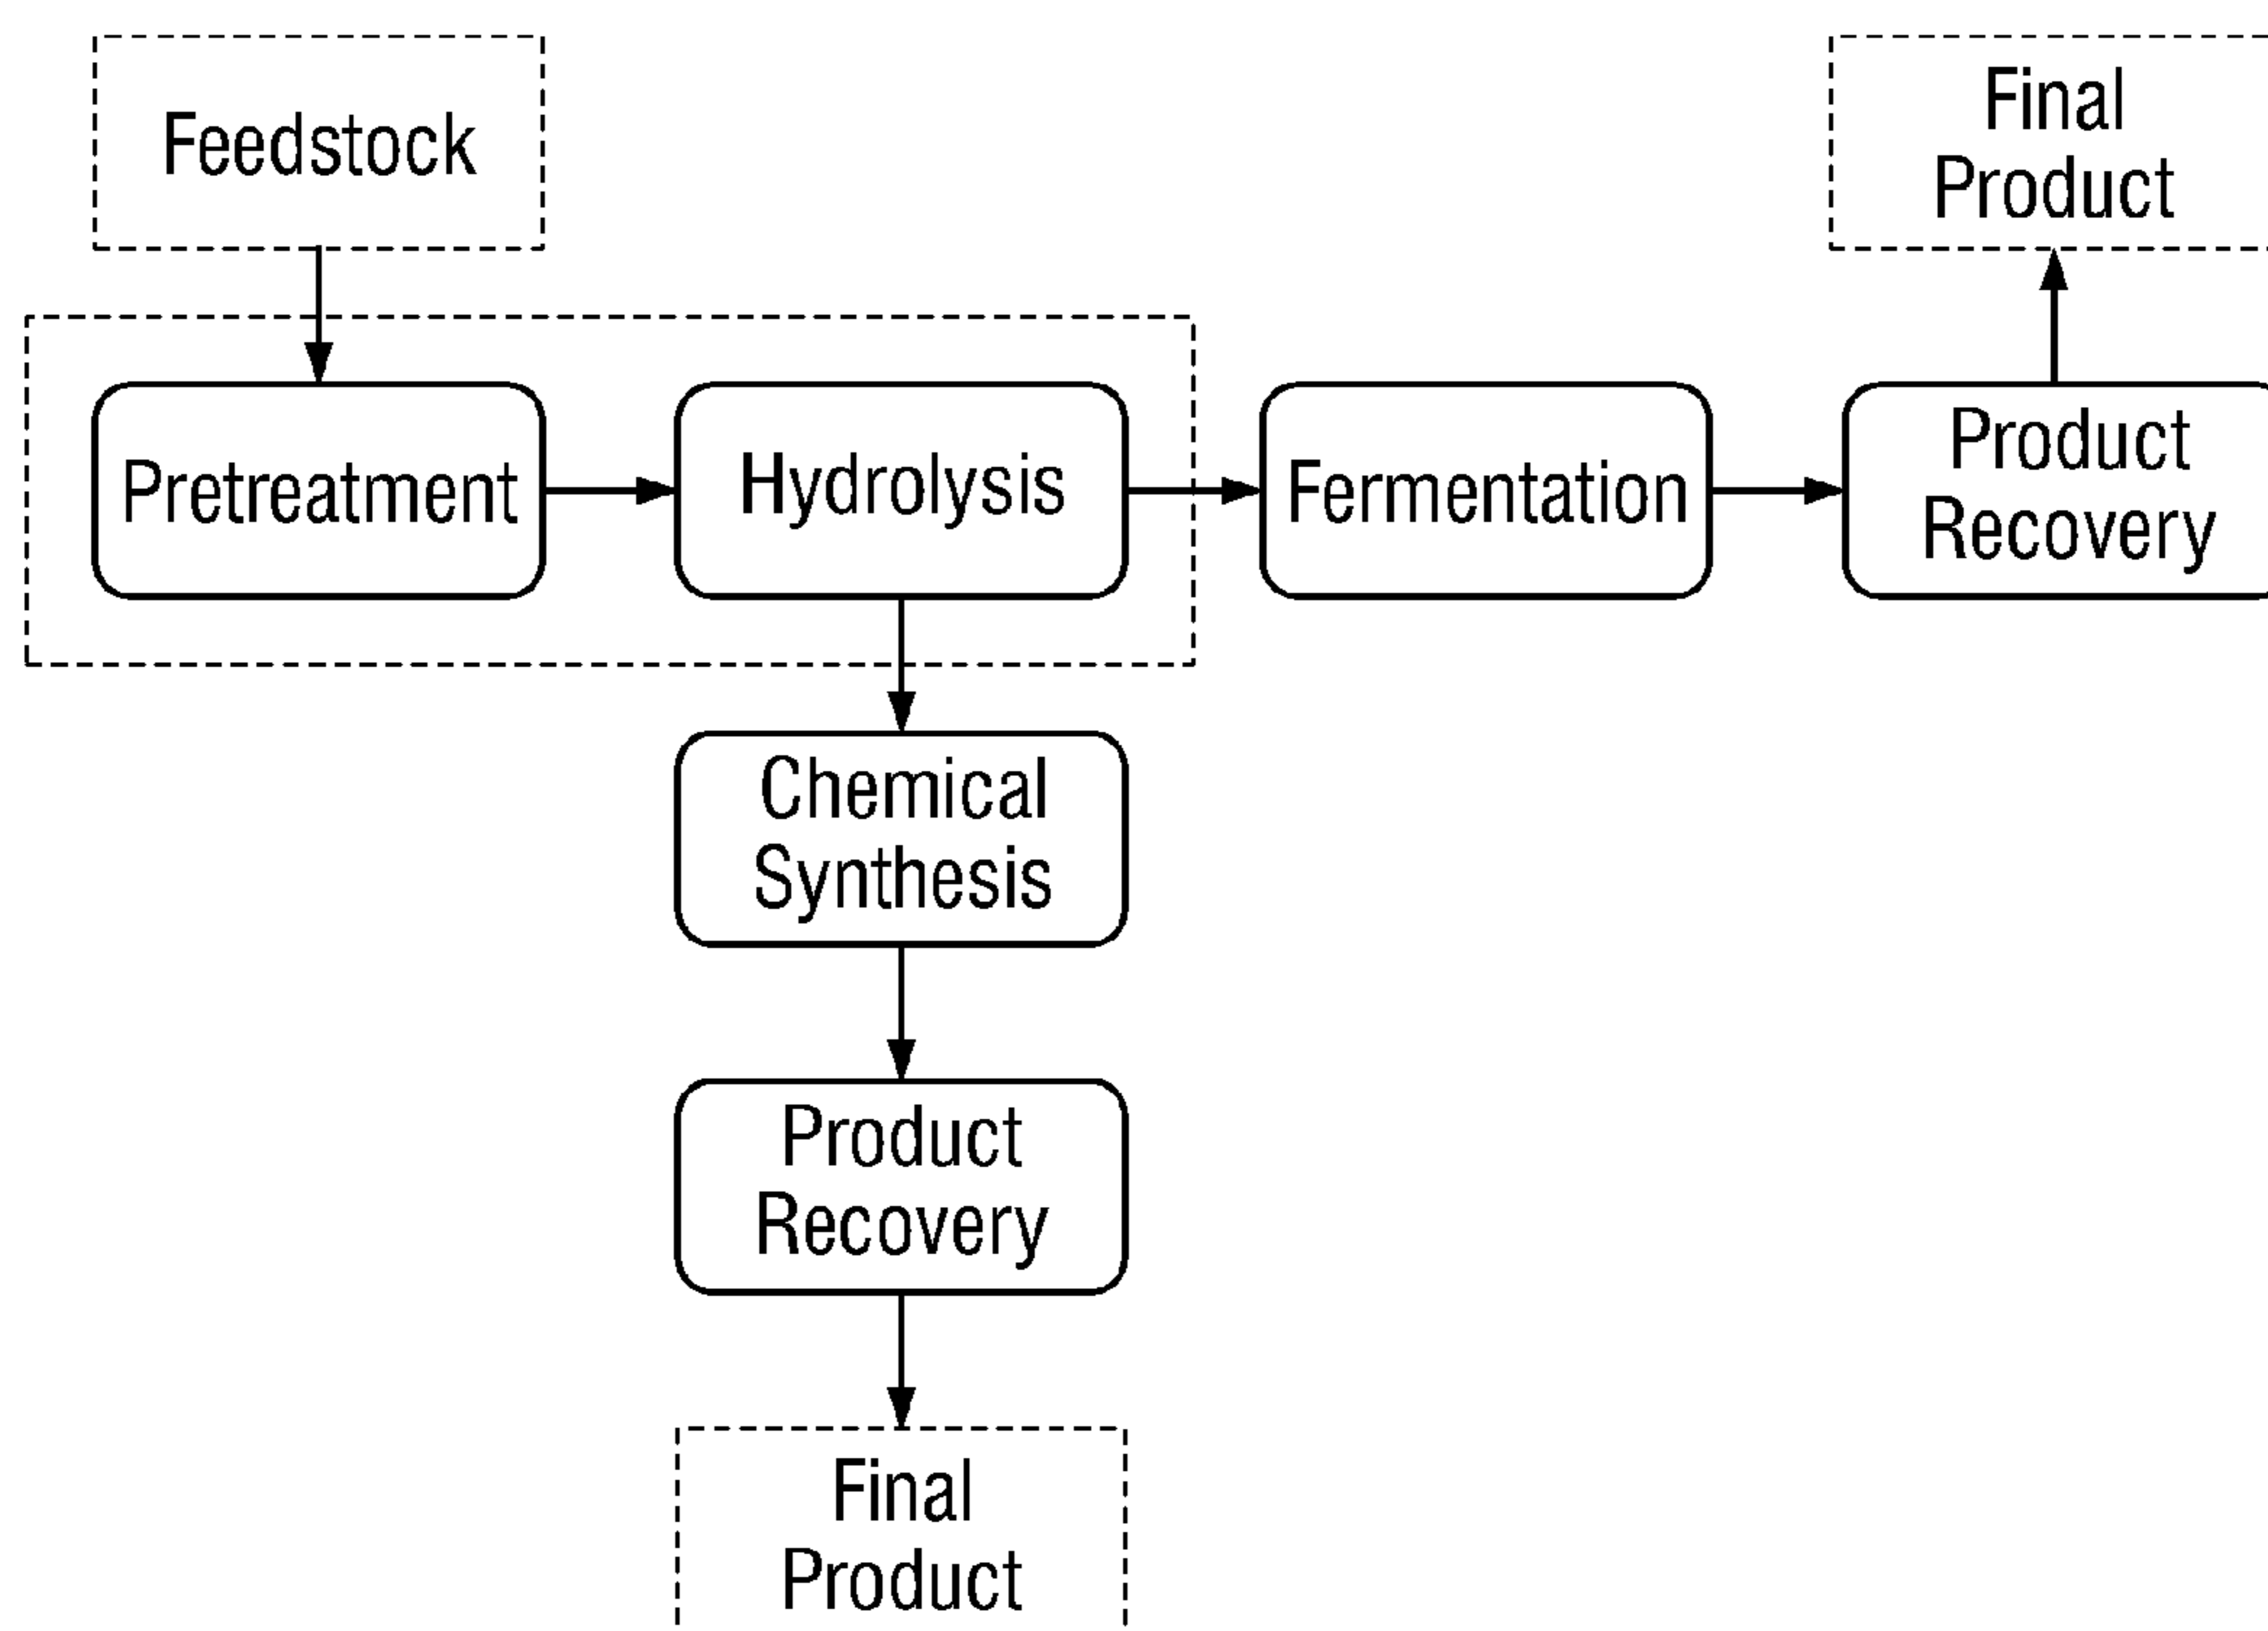 Feedstock
Final
Product
Pretreatment
Hydrolysis
Fermentation
Product
Recovery
Chemical
Synthesis
Product
Recovery
Final
Product